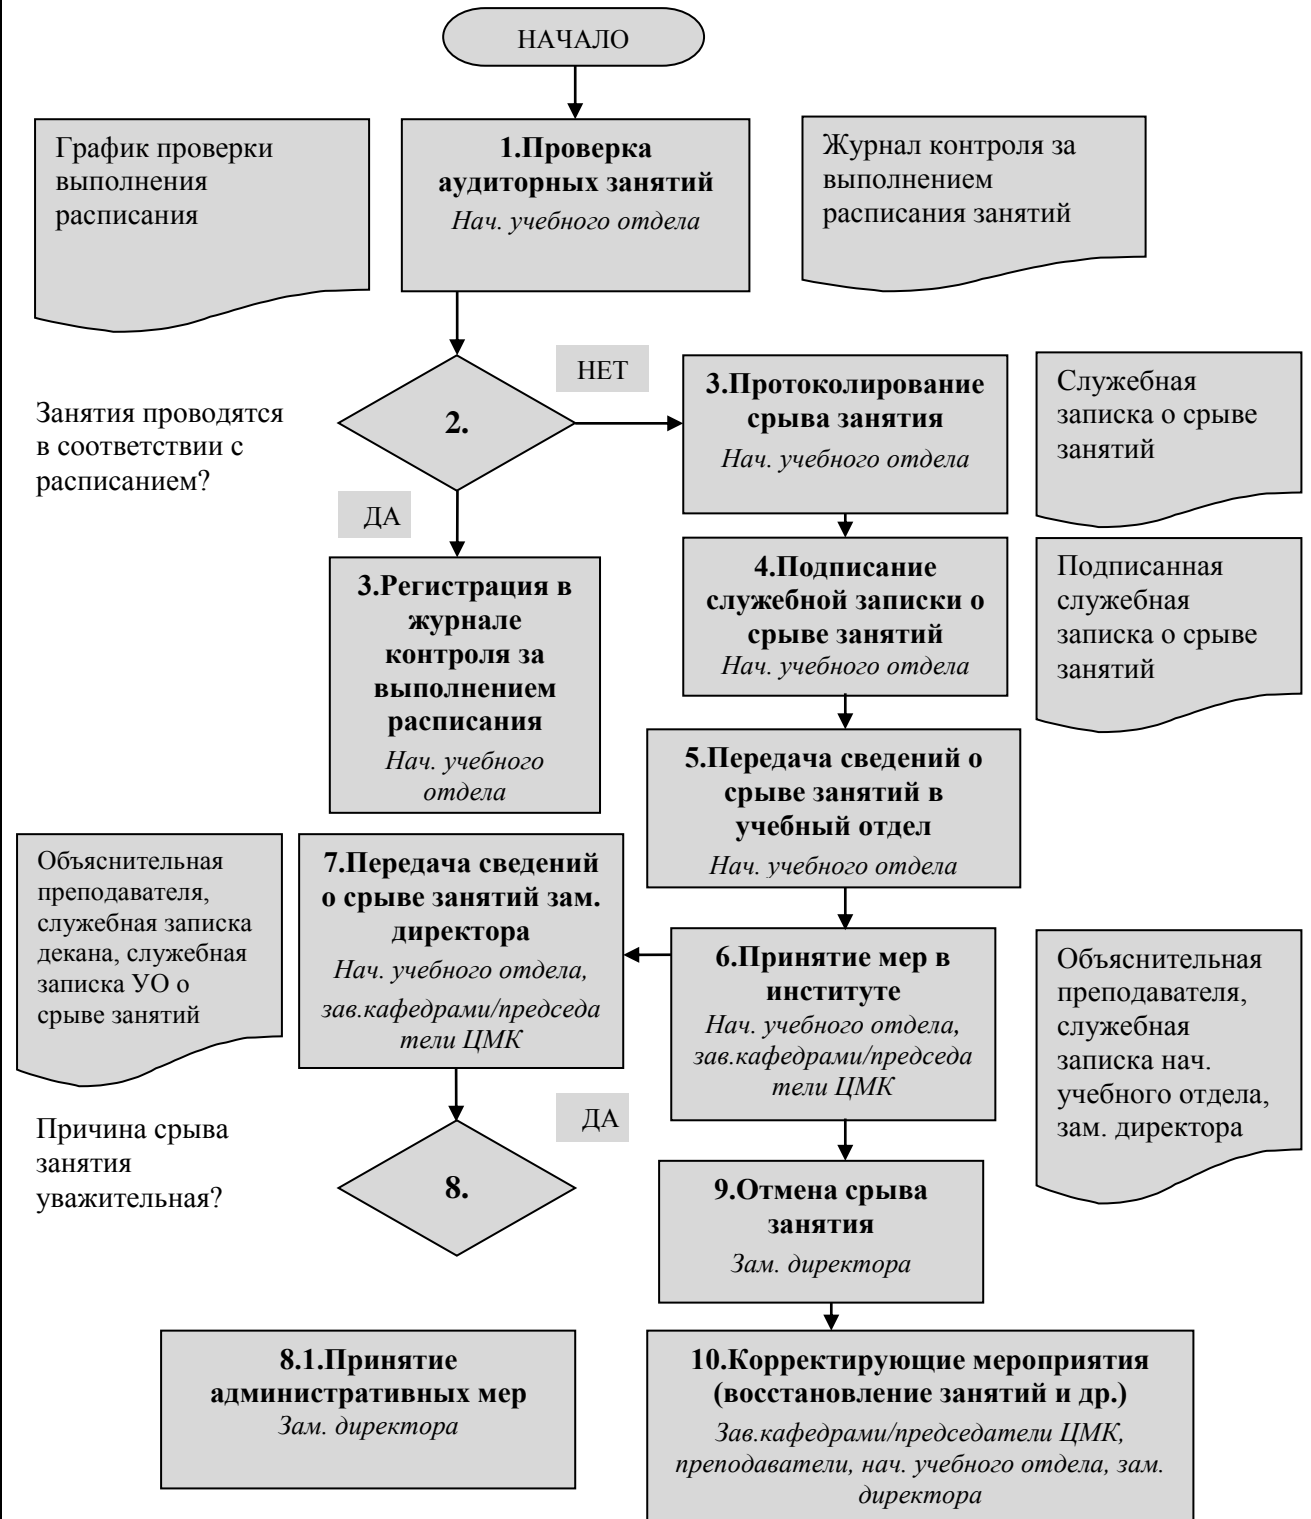 НАЧАЛО
График проверки
выполнения
расписания
1.Проверка
аудиторных занятий
Нач. учебного отдела
Журнал контроля за
выполнением
расписания занятий
Занятия проводятся
в соответствии с
расписанием?
2.
НЕТ
3.Протоколирование
срыва занятия
Нач. учебного отдела
Служебная
записка о срыве
занятий
ДА
3.Регистрация в
журнале
контроля за
выполнением
расписания
Нач. учебного
отдела
4.Подписание
служебной записки о
срыве занятий
Нач. учебного отдела
Подписанная
служебная
записка о срыве
занятий
5.Передача сведений о
срыве занятий в
учебный отдел
Нач. учебного отдела
Объяснительная
преподавателя,
служебная записка
декана, служебная
записка УО о
срыве занятий
7.Передача сведений
о срыве занятий зам.
директора
Нач. учебного отдела,
зав.кафедрами/председа
тели ЦМК
6.Принятие мер в
институте
Нач. учебного отдела,
зав.кафедрами/председа
тели ЦМК
Объяснительная
преподавателя,
служебная
записка нач.
учебного отдела,
зам. директора
Причина срыва
занятия
уважительная?
8.
ДА
9.Отмена срыва
занятия
Зам. директора
8.1.Принятие
административных мер
Зам. директора
10.Корректирующие мероприятия
(восстановление занятий и др.)
Зав.кафедрами/председатели ЦМК,
преподаватели, нач. учебного отдела, зам.
директора